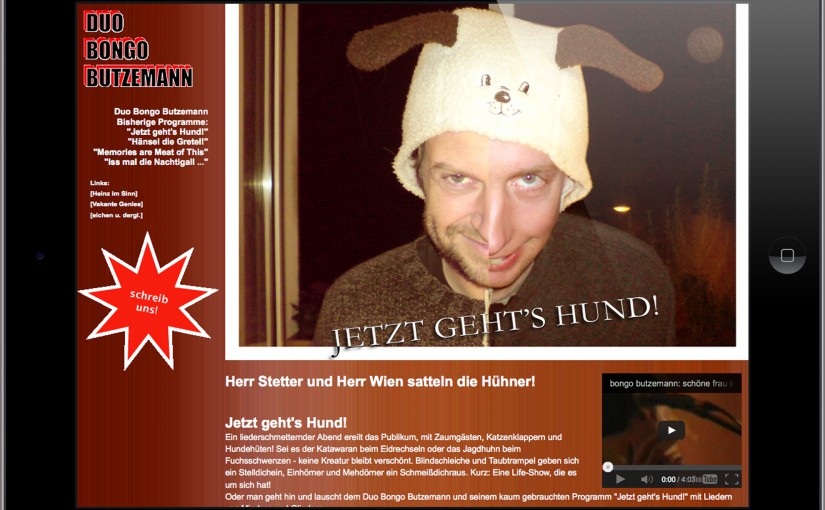 DUO
BONGO
BUTZEMANN
Duo Bongo Butzemann
Bisherige Programme:
"Jetzt geht's Hund!"
"Hänsel die Gretel!"
"Memories are Meat of This"
"Iss mal die Nachtigall ..."
Links:
[Heinz im Sinn]
[Vakante Genies]
[eichen u. dergl.]
schreib
uns!
JETZT GEHT'S HUND!
Herr Stetter und Herr Wien satteln die Hühner!
bongo butzemann: schöne frau
0:00 / 4:03
YouTube
Jetzt geht's Hund!
Ein liederschmetternder Abend ereilt das Publikum, mit Zaumgästen, Katzenklappern und
Hundehüten! Sei es der Katawaran beim Eidrechseln oder das Jagdhuhn beim
Fuchsschwenzen - keine Kreatur bleibt verschönt. Blindschleiche und Taubtrampel geben sich
ein Stelldichein, Einhörner und Mehdörner ein Schmeißdichraus. Kurz: Eine Life-Show, die es
um sich hat!
Oder man geht hin und lauscht dem Duo Bongo Butzemann und seinem kaum gebrauchten Programm "Jetzt geht's Hund!" mit Liedern